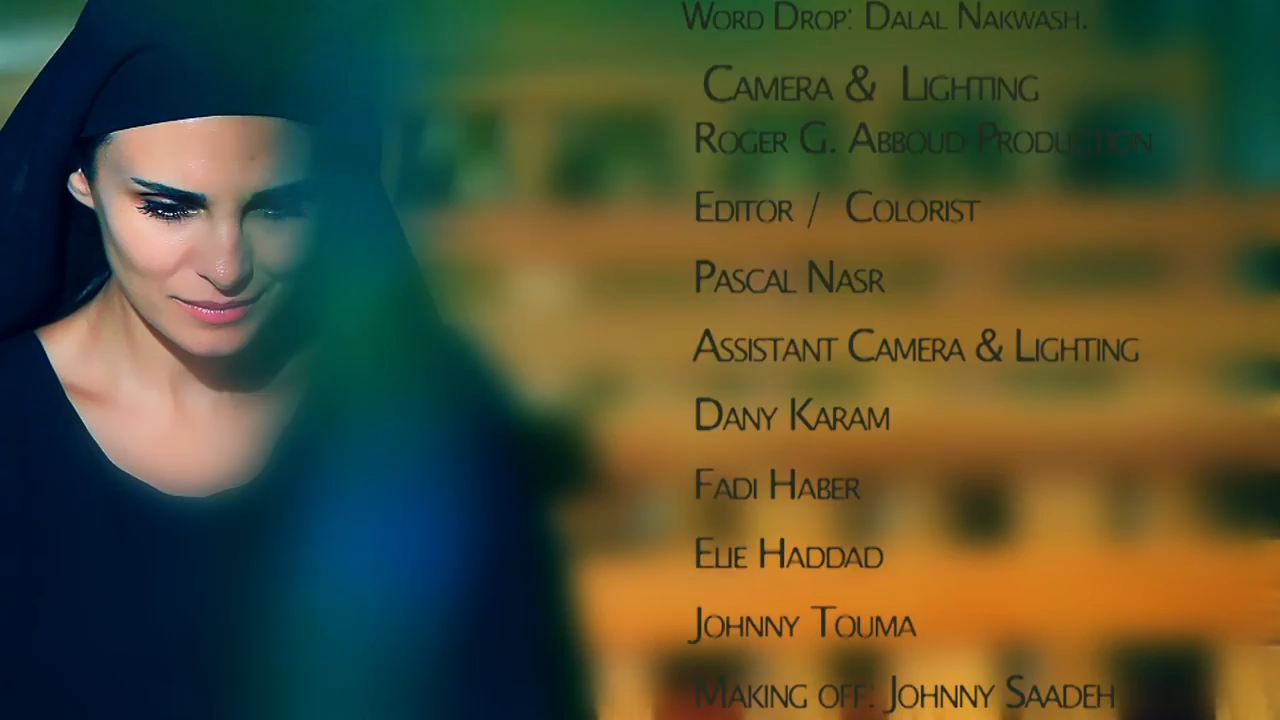 Word Drop: Dalal Nakwash.
Camera & Lighting
Roger G. Abboud Production
Editor / Colorist
Pascal Nasr
Assistant Camera & Lighting
Dany Karam
Fadi Haber
Elie Haddad
Johnny Touma
Making off: Johnny Saadeh